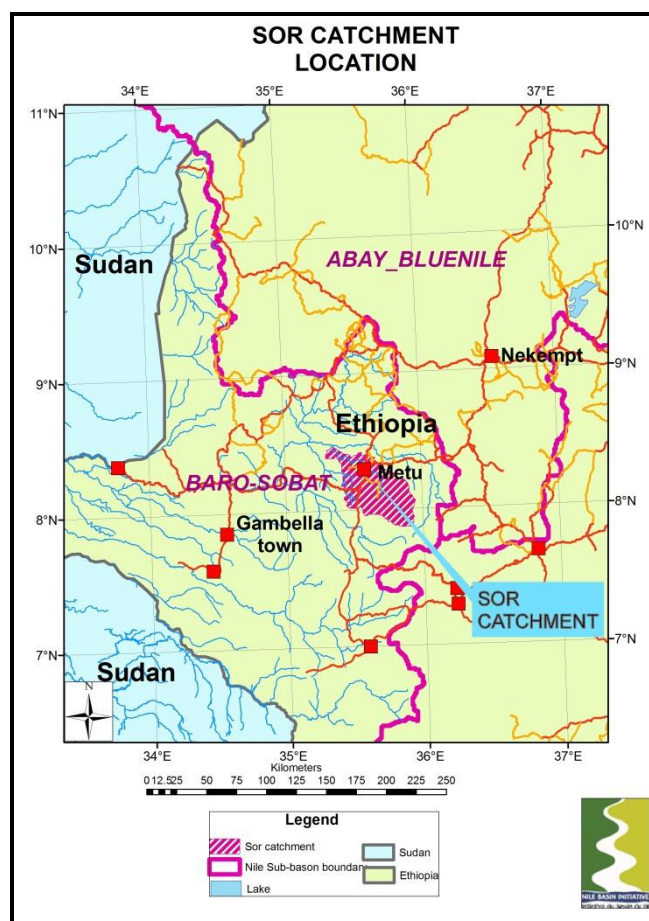 SOR CATCHMENT
LOCATION
34°E 35°E 36°E 37°E
11°N
10°N
10°N
Sudan
ABAY_BLUENILE
9°N
9°N
Nekempt
Ethiopia
BARO-SOBAT
Metu
8°N
8°N
Gambella
town
SOR
CATCHMENT
7°N
7°N
Sudan
N
34°E 35°E 36°E 37°E
Kilometers
0 12.525 50 75 100 125 150 175 200 225 250
Legend
Sor catchment
Nile Sub-bason boundary
Lake
Sudan
Ethiopia
NILE BASIN INITIATIVE